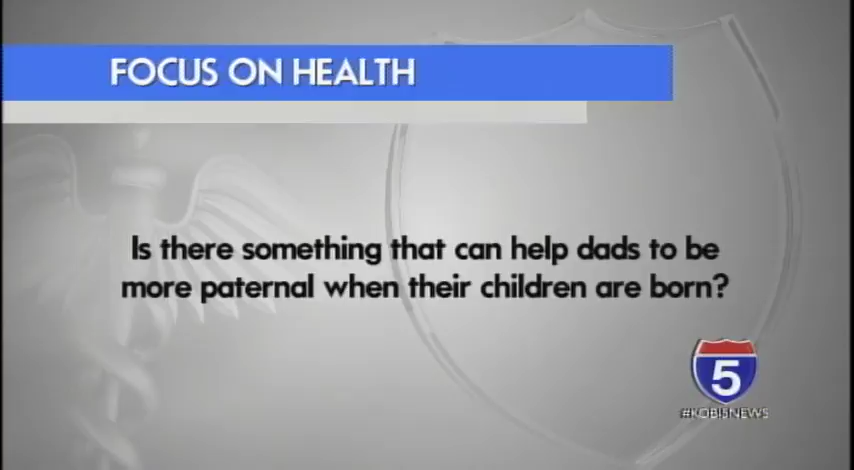 FOCUS ON HEALTH
Is there something that can help dads to be
more paternal when their children are born?
5
#KOBI5NEWS